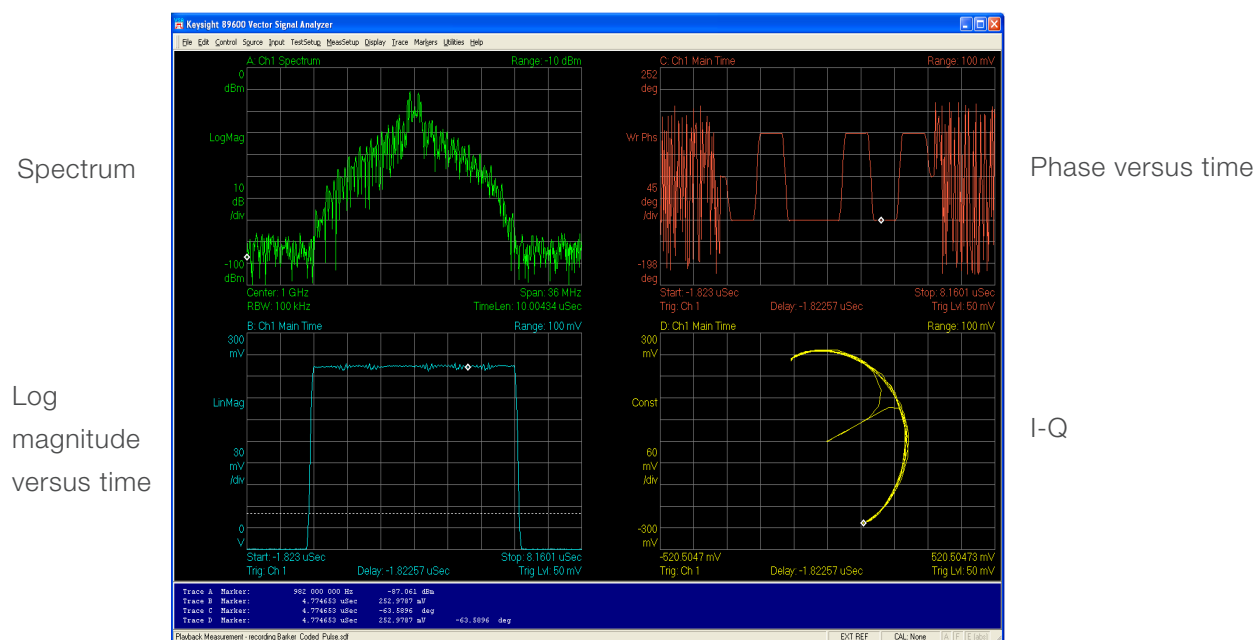 Keysight 89600 Vector Signal Analyzer
File Edit Control Source Input TestSetup MeasSetup Display Trace Markers Utilities Help
Spectrum
A: Ch1 Spectrum Range: -10 dBm
0
dBm
LogMag
10
dB
/div
-100
dBm
Center: 1 GHz Span: 36 MHz
RBW: 100 kHz TimeLen: 10.00434 uSec
C: Ch1 Main Time Range: 100 mV
252
deg
Wr Phs
45
deg
/div
-198
deg
Start: -1.823 uSec Stop: 8.1601 uSec
Trig: Ch 1 Delay: -1.82257 uSec Trig Lvl: 50 mV
Phase versus time
Log
magnitude
versus time
B: Ch1 Main Time Range: 100 mV
300
mV
LinMag
30
mV
/div
0
V
Start: -1.823 uSec Stop: 8.1601 uSec
Trig: Ch 1 Delay: -1.82257 uSec Trig Lvl: 50 mV
D: Ch1 Main Time Range: 100 mV
300
mV
Const
60
mV
/div
-300
mV
-520.5047 mV 520.50473 mV
Trig: Ch 1 Delay: -1.82257 uSec Trig Lvl: 50 mV
I-Q
Trace A Marker: 982 000 000 Hz -87.061 dBm
Trace B Marker: 4.774653 uSec 252.9787 mV
Trace C Marker: 4.774653 uSec -63.5896 deg
Trace D Marker: 4.774653 uSec 252.9787 mV -63.5896 deg
Playback Measurement - recording Barker_Coded_Pulse.sdf EXT REF CAL: None A F E